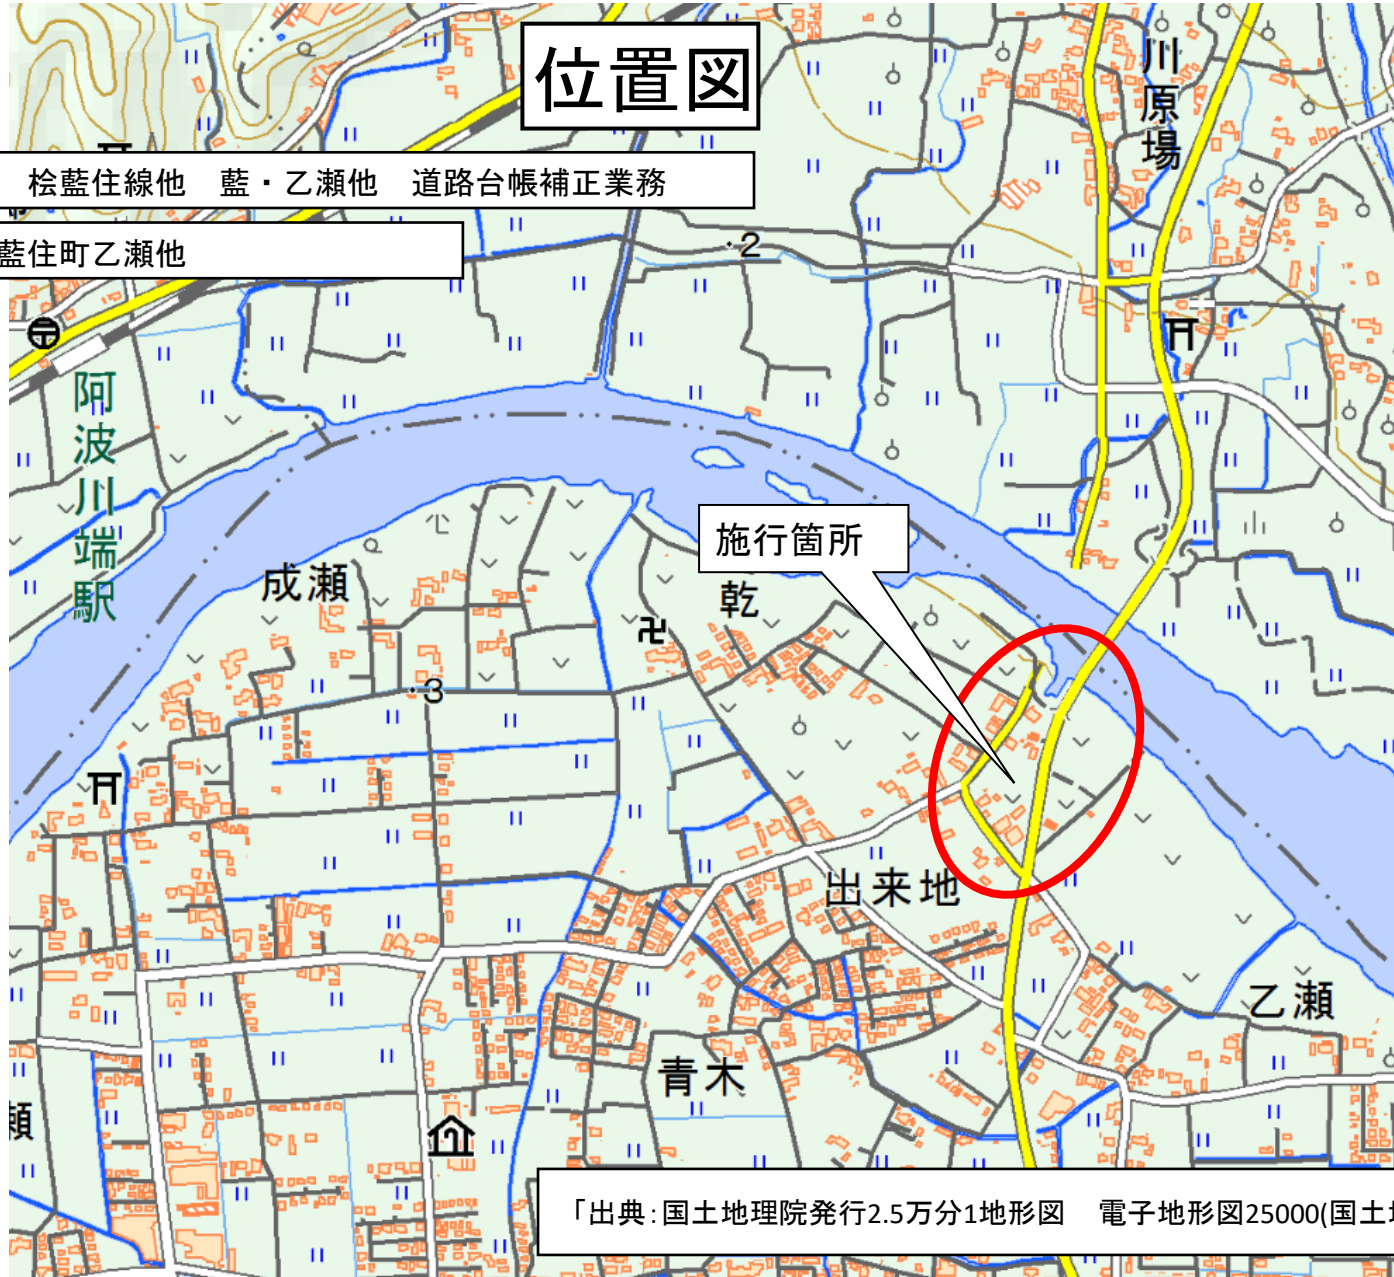 位置図
川原場
桧藍住線他　藍・乙瀬他　道路台帳補正業務
藍住町乙瀬他
2
阿波川端駅
施行箇所
成瀬
乾
3
出来地
乙瀬
青木
瀬
「出典：国土地理院発行2.5万分1地形図　電子地形図25000(国土